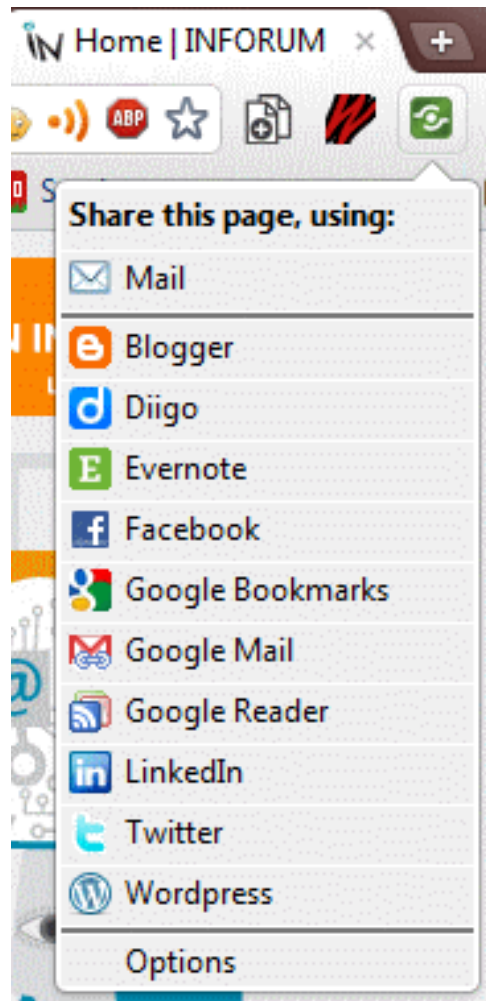 iN Home | INFORUM
ABP
Share this page, using:
Mail
Blogger
Diigo
Evernote
Facebook
Google Bookmarks
Google Mail
Google Reader
LinkedIn
Twitter
Wordpress
Options